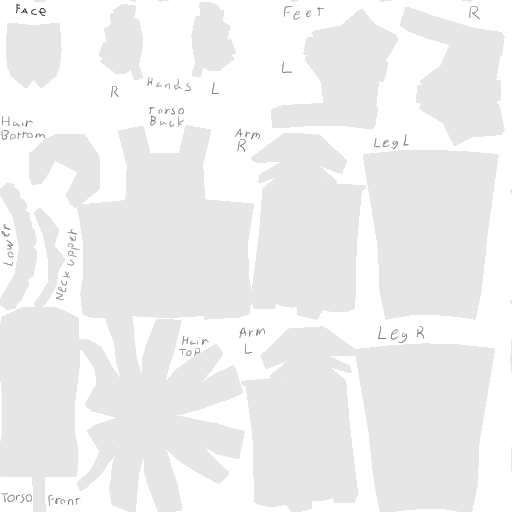 Face
Feet
R
L
Hands
R
L
Hair
Bottom
Torso
Back
Arm
R
Leg L
Lower
Neck upper
Hair
Top
Arm
L
Leg R
Torso Front